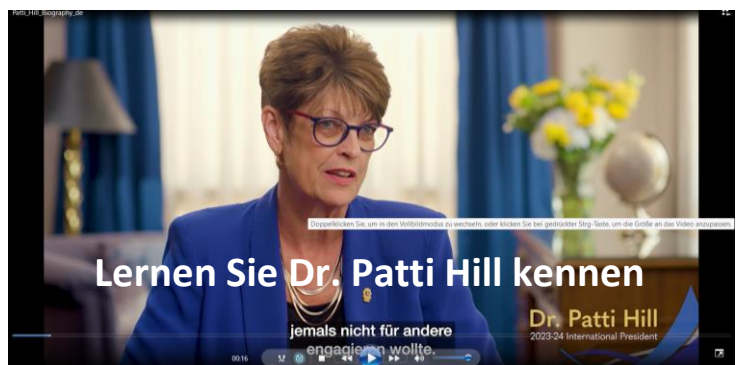 Patti_Hill_Biography_de
Doppelklicken Sie, um in den Vollbildmodus zu wechseln, oder klicken Sie bei gedrückter Strg-Taste, um die Größe an das Video anzupassen.
Lernen Sie Dr. Patti Hill kennen
Dr. Patti Hill
2023-24 International President
jemals nicht für andere
engagieren wollte.
00:16